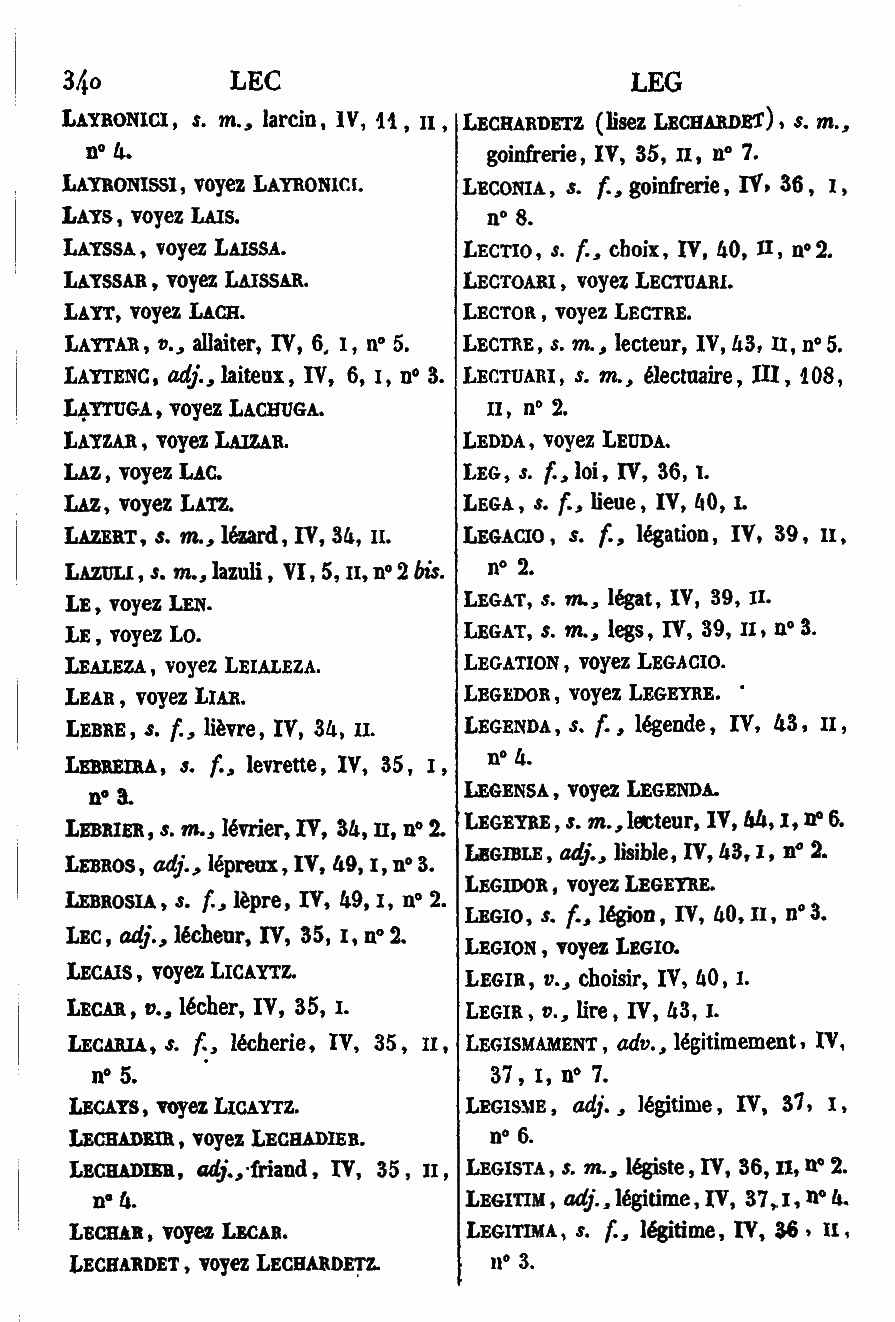 340 LEC LEG
LAYRONICI, s. m., larcin, IV, 11, II,
n° 4.
LAYRONISSI, voyez LAYRONICI.
LAYS, voyez LAIS.
LAYSSA, voyez LAISSA.
LAYSSAR, voyez LAISSAR.
LAYT, voyez LACH.
LAYTAR, v., allaiter, IV, 6, I, n° 5.
LAYTENC, adj., laiteux, IV, 6, I, n° 3.
LAYTUGA, voyez LACHUGA.
LAYZAR, voyez LAIZAR.
LAZ, voyez LAC.
LAZ, voyez LATZ.
LAZERT, s. m., lézard, IV, 34, II.
LAZULI, s. m., lazuli, VI, 5, II, n° 2 bis.
LE, voyez LEN.
LE, voyez LO.
LEALEZA, voyez LEIALEZA.
LEAR, voyez LIAR.
LEBRE, s. f., lièvre, IV, 34, II.
LEBREIRA, s. f., levrette, IV, 35, I,
n° 3.
LEBRIER, s. m., lévrier, IV, 34, II, n° 2.
LEBROS, adj., lépreux, IV, 49, I, n° 3.
LEBROSIA, s. f., lèpre, IV, 49, I, n° 2.
LEC, adj., lécheur, IV, 35, I, n° 2.
LECAIS, voyez LICAYTZ.
LECAR, v., lécher, IV, 35, I.
LECARIA, s. f., lécherie, IV, 35, II,
n° 5.
LECAYS, voyez LICAYTZ.
LECHADEIR, voyez LECHADIER.
LECHADIER, adj., friand, IV, 35, II,
n° 4.
LECHAR, voyez LECAR.
LECHARDET, voyez LECHARDETZ.
LECHARDETZ (lisez LECHARDET), s. m.,
goinfrerie, IV, 35, II, n° 7.
LECONIA, s. f., goinfrerie, IV, 36, I,
n° 8.
LECTIO, s. f., choix, IV, 40, II, n° 2.
LECTOARI, voyez LECTUARI.
LECTOR, voyez LECTRE.
LECTRE, s. m., lecteur, IV, 43, II, n° 5.
LECTUARI, s. m., électuaire, III, 108,
II, n° 2.
LEDDA, voyez LEUDA.
LEG, s. f., loi, IV, 36, I.
LEGA, s. f., lieue, IV, 40, I.
LEGACIO, s. f., légation, IV, 39, II,
n° 2.
LEGAT, s. m., légat, IV, 39, II.
LEGAT, s. m., legs, IV, 39, II, n° 3.
LEGATION, voyez LEGACIO.
LEGEDOR, voyez LEGEYRE.
LEGENDA, s. f., légende, IV, 43, II,
n° 4.
LEGENSA, voyez LEGENDA.
LEGEYRE, s. m., lecteur, IV, 44, I, n° 6.
LEGIBLE, adj., lisible, IV, 43, I, n° 2.
LEGIDOR, voyez LEGEYRE.
LEGIO, s. f., légion, IV, 40, II, n° 3.
LEGION, voyez LEGIO.
LEGIR, v., choisir, IV, 40, I.
LEGIR, v., lire, IV, 43, I.
LEGISMAMENT, adv., légitimement, IV,
37, I, n° 7.
LEGISME, adj., légitime, IV, 37, I,
n° 6.
LEGISTA, s. m., légiste, IV, 36, II, n° 2.
LEGITIM, adj., légitime, IV, 37, I, n° 4.
LEGITIMA, s. f., légitime, IV, 36, II,
n° 3.